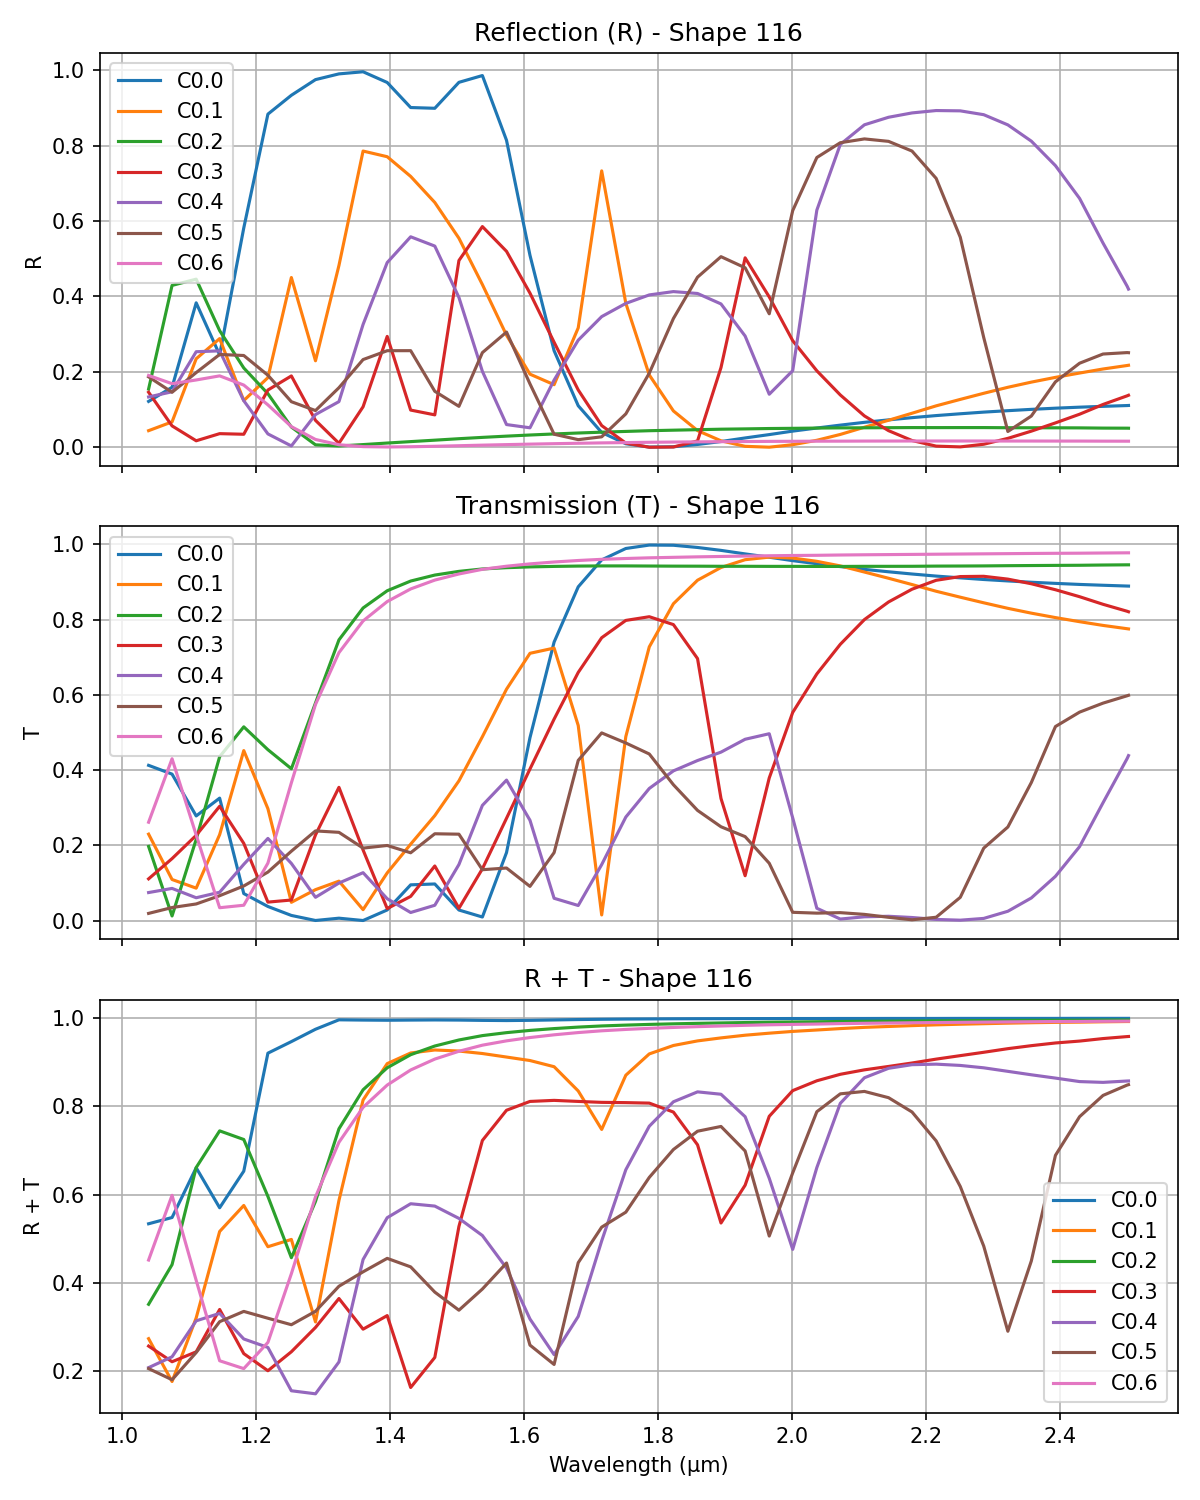 Reflection (R) - Shape 116
1.0
0.8
0.6
0.4
0.2
0.0
R
C0.0
C0.1
C0.2
C0.3
C0.4
C0.5
C0.6
Transmission (T) - Shape 116
1.0
0.8
0.6
0.4
0.2
0.0
T
C0.0
C0.1
C0.2
C0.3
C0.4
C0.5
C0.6
R + T - Shape 116
1.0
0.8
0.6
0.4
0.2
R + T
C0.0
C0.1
C0.2
C0.3
C0.4
C0.5
C0.6
1.0 1.2 1.4 1.6 1.8 2.0 2.2 2.4
Wavelength (μm)